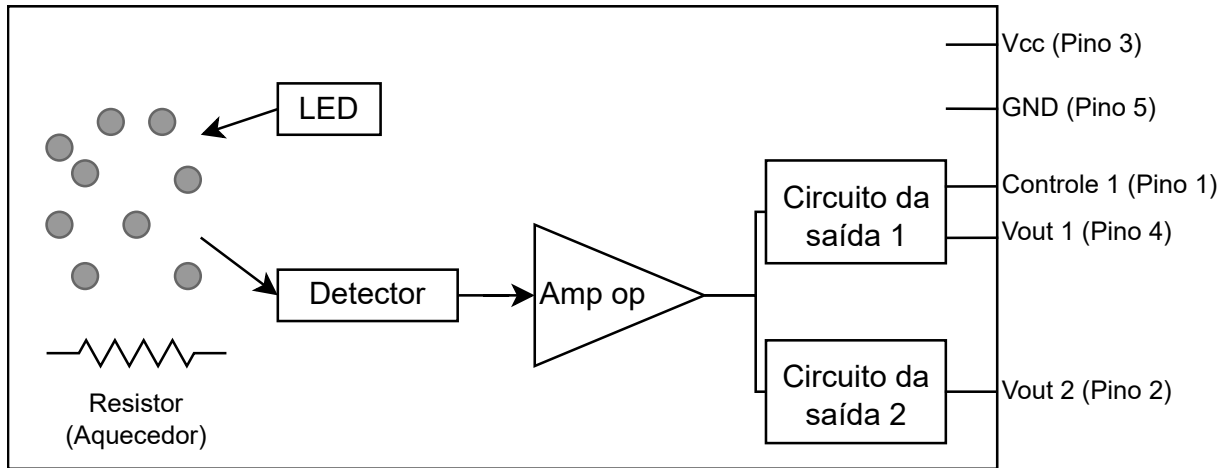 Vcc (Pino 3)
LED
GND (Pino 5)
Circuito da
saída 1
Controle 1 (Pino 1)
Vout 1 (Pino 4)
Detector
Amp op
Circuito da
saída 2
Vout 2 (Pino 2)
Resistor
(Aquecedor)